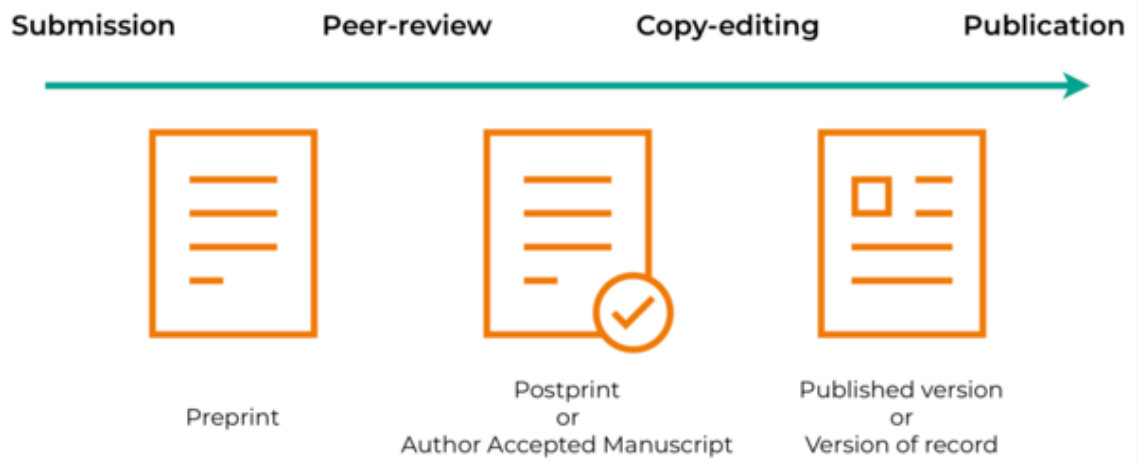 Submission Peer-review Copy-editing Publication
Preprint
Postprint
or
Author Accepted Manuscript
Published version
or
Version of record